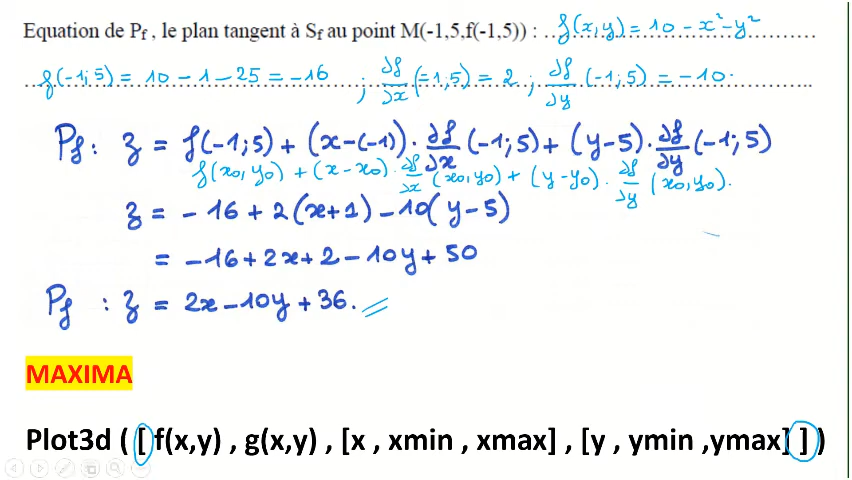 Equation de Pf , le plan tangent à Sf au point M(-1,5,f(-1,5)) : f(x,y) = 10 - x² - y²
f(-1;5) = 10 - 1 - 25 = -16 ; ∂f/∂x (-1,5) = 2 ; ∂f/∂y (-1;5) = -10.
Pf : z = f(-1;5) + (x-(-1)) · ∂f/∂x (-1;5) + (y-5) · ∂f/∂y (-1;5)
f(x0,y0) + (x-x0) · ∂f/∂x (x0,y0) + (y-y0) · ∂f/∂y (x0,y0).
z = -16 + 2(x+1) - 10(y-5)
= -16 + 2x + 2 - 10y + 50
Pf : z = 2x - 10y + 36.
MAXIMA
Plot3d ( [ f(x,y) , g(x,y) , [x , xmin , xmax] , [y , ymin ,ymax] ] )